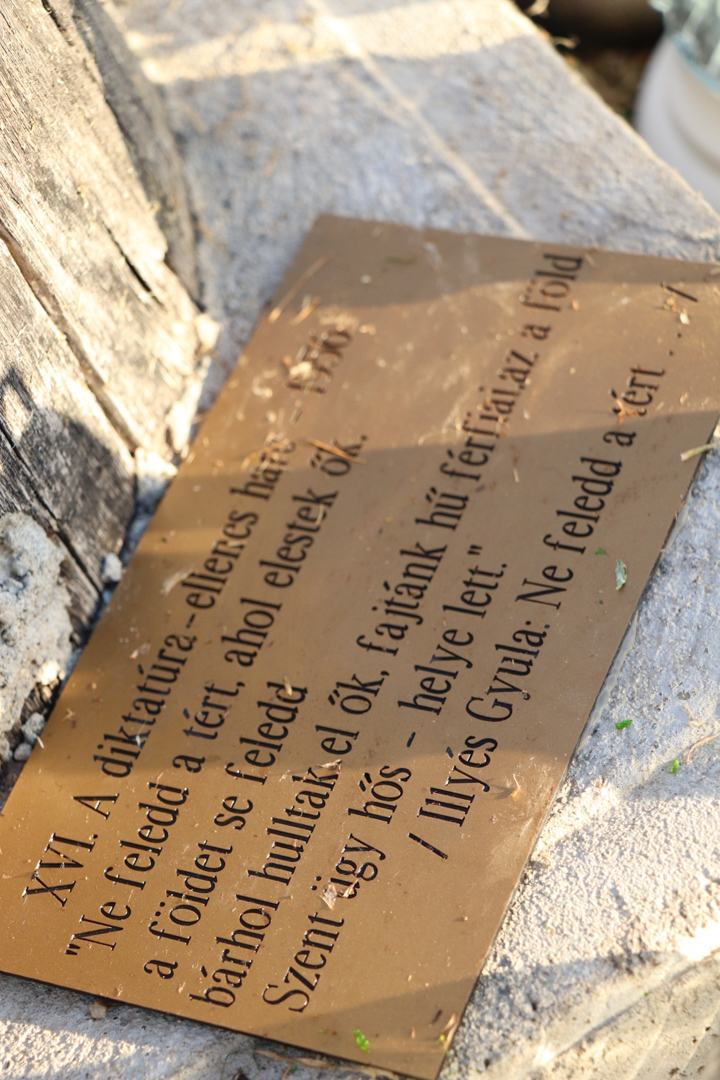 XVI. A diktatúra-ellenes harc - 1956
"Ne feledd a tért, ahol elestek ők.
a földet se feledd
bárhol hulltak el ők, fajtánk hű férfiai,az a föld
Szent ügy hős - helye lett."
/ Illyés Gyula: Ne feledd a tért ... /